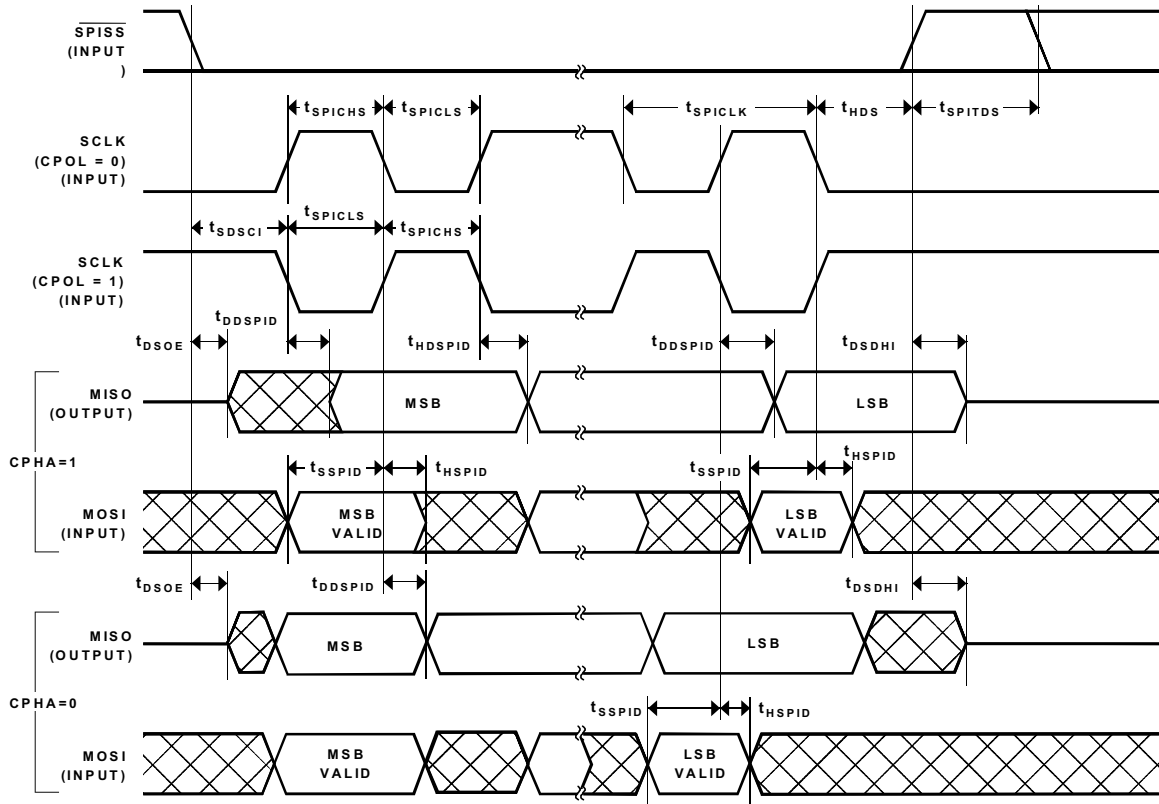 SPISS
(INPUT
)
tSPICHS
tSPICLS
tSPICLK
tHDS
tSPITDS
SCLK
(CPOL = 0)
(INPUT)
tSDSCI
tSPICLS
tSPICHS
SCLK
(CPOL = 1)
(INPUT)
tDSOE
tDDSPID
tHDSPID
tDDSPID
tDSDHI
MISO
(OUTPUT)
MSB
LSB
CPHA=1
tSSPID
tHSPID
tSSPID
tHSPID
MOSI
(INPUT)
MSB
VALID
LSB
VALID
tDSOE
tDDSPID
tDSDHI
MISO
(OUTPUT)
MSB
LSB
CPHA=0
tSSPID
tHSPID
MOSI
(INPUT)
MSB
VALID
LSB
VALID